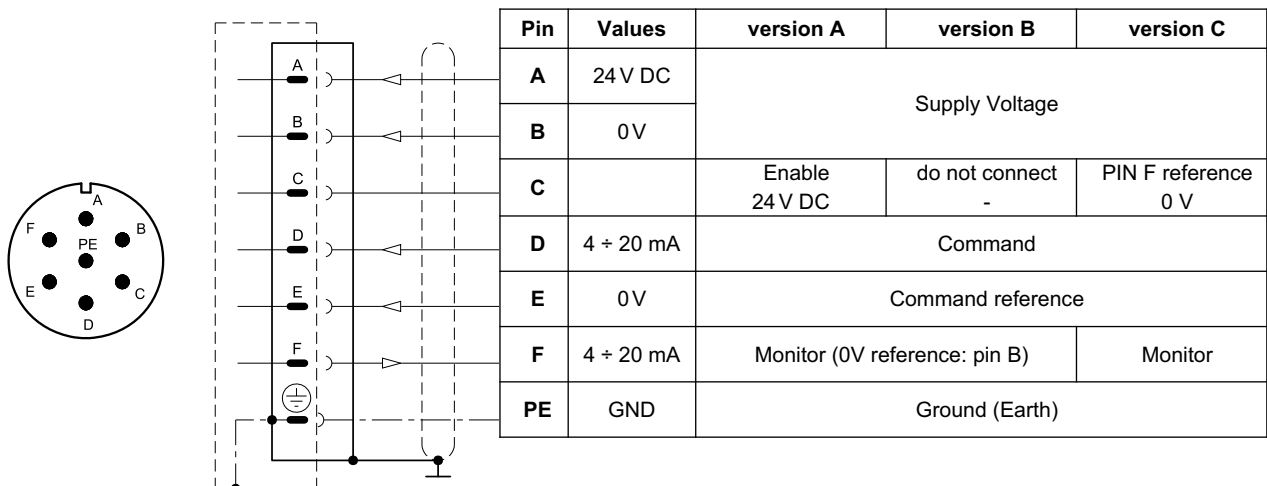 Pin Values version A version B version C
A 24 V DC
Supply Voltage
B 0 V
C Enable do not connect PIN F reference
24 V DC - 0 V
D 4 ÷ 20 mA Command
E 0 V Command reference
F 4 ÷ 20 mA Monitor (0V reference: pin B) Monitor
PE GND Ground (Earth)
A
B
C
D
E
F
A
F
B
PE
E
C
D